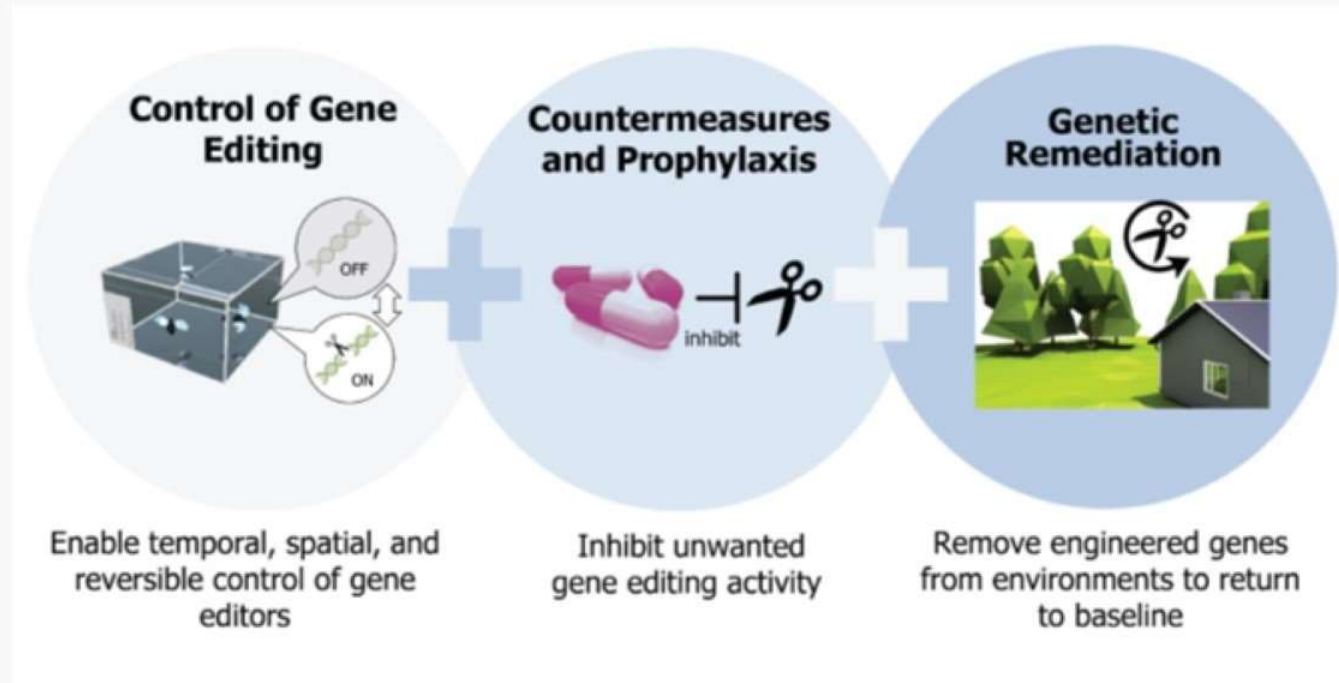 Control of Gene
Editing
OFF
ON
Enable temporal, spatial, and
reversible control of gene
editors
Countermeasures
and Prophylaxis
inhibit
Inhibit unwanted
gene editing activity
Genetic
Remediation
Remove engineered genes
from environments to return
to baseline